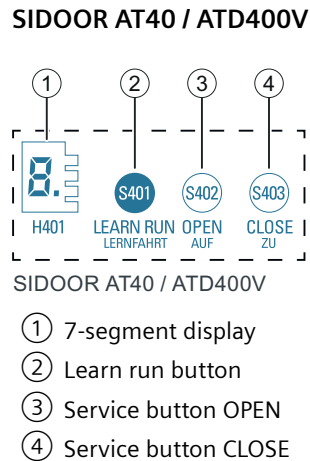 SIDOOR AT40 / ATD400V
1 2 3 4
8.
S401 S402 S403
H401 LEARN RUN OPEN CLOSE
LERNFAHRT AUF ZU
SIDOOR AT40 / ATD400V
1 7-segment display
2 Learn run button
3 Service button OPEN
4 Service button CLOSE